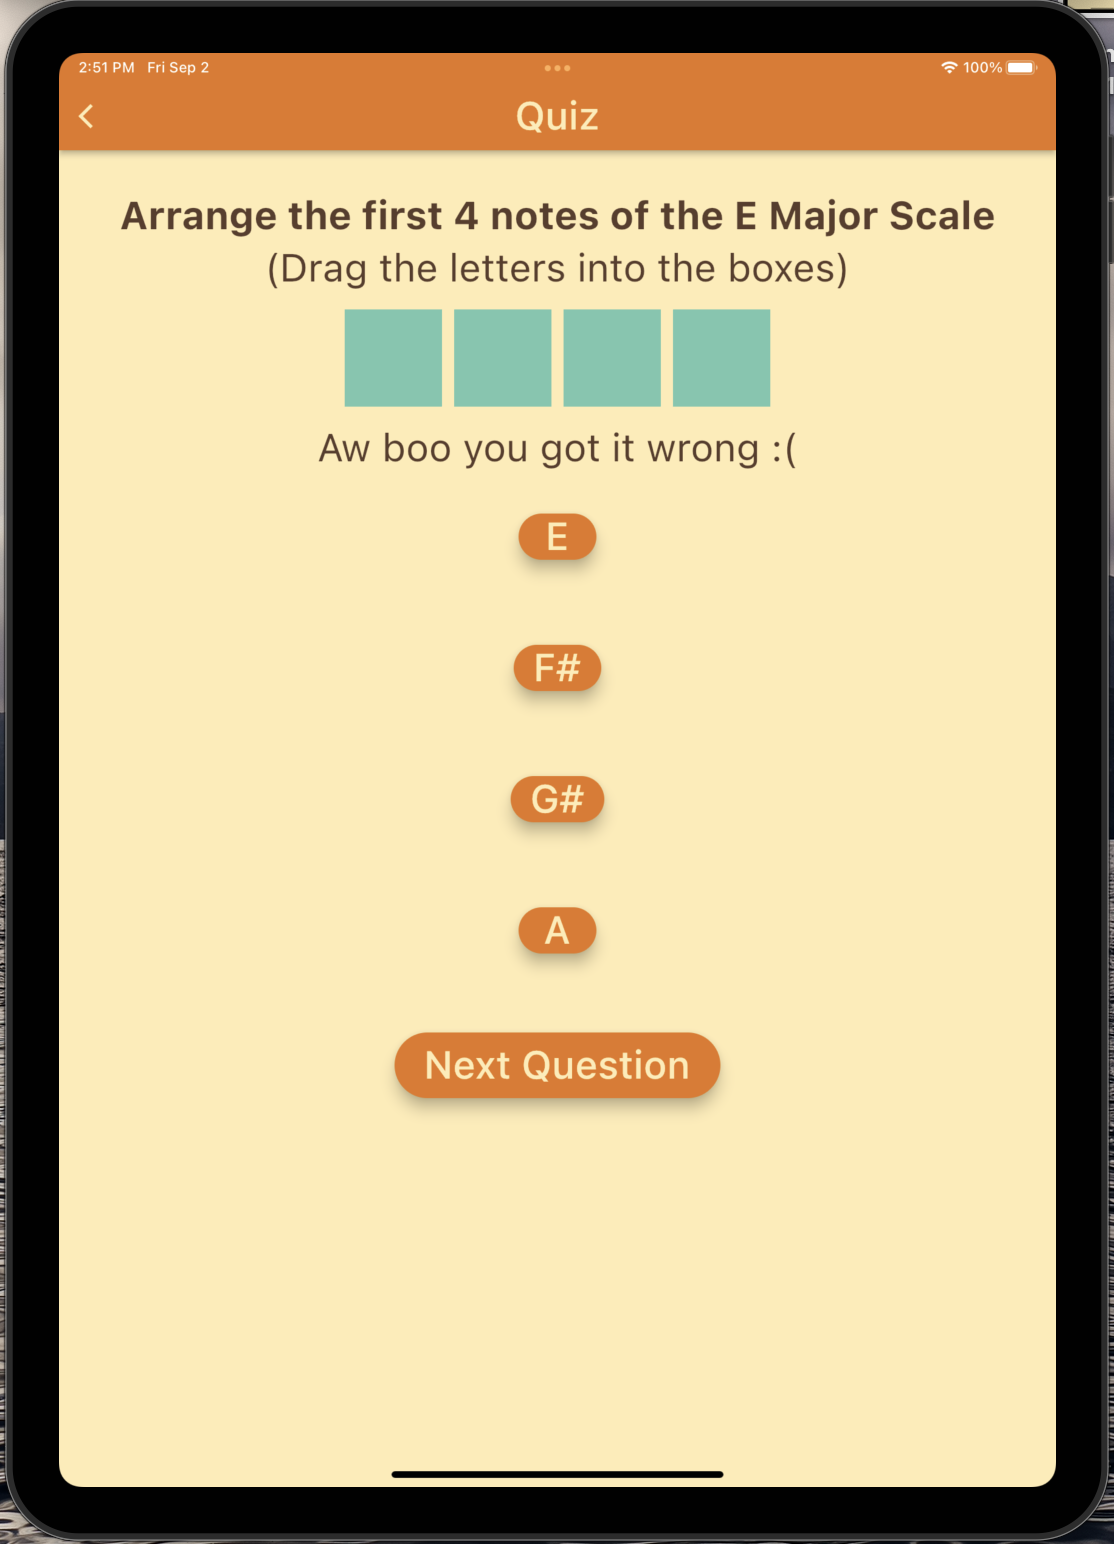 2:51 PM Fri Sep 2
100%
Quiz
Arrange the first 4 notes of the E Major Scale
(Drag the letters into the boxes)
Aw boo you got it wrong :(
E
F#
G#
A
Next Question